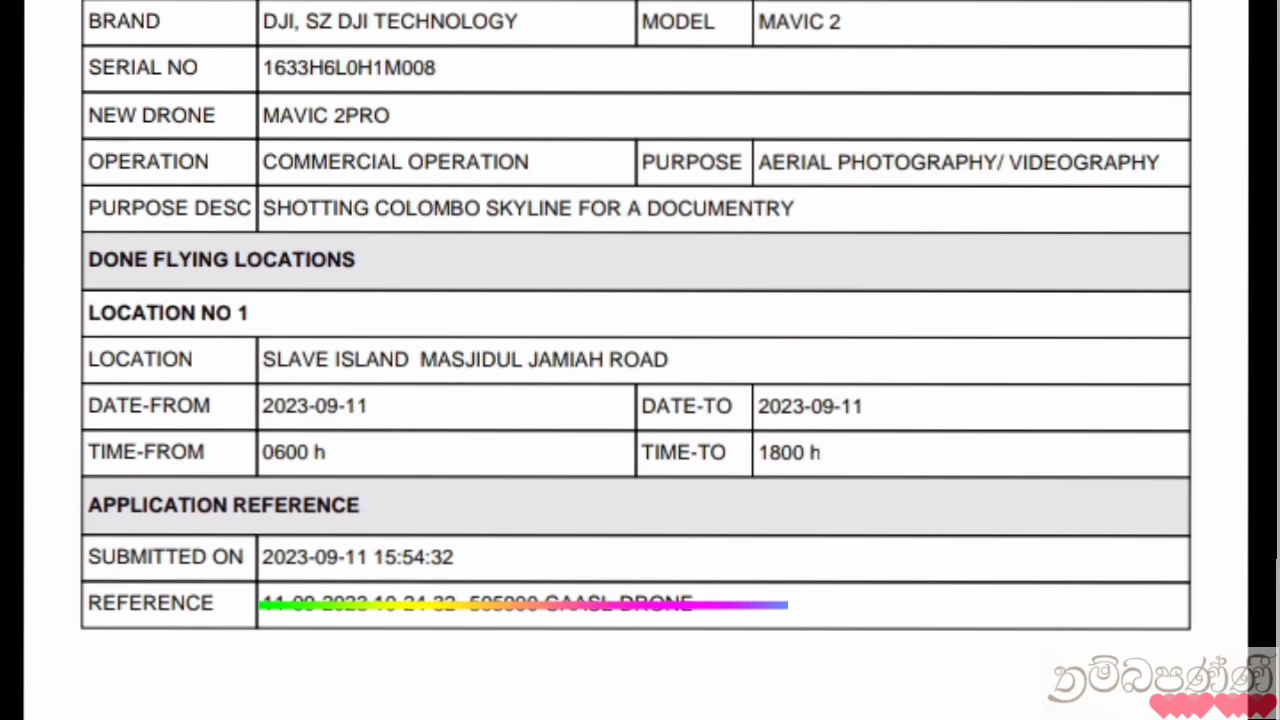 BRAND DJI, SZ DJI TECHNOLOGY MODEL MAVIC 2
SERIAL NO 1633H6L0H1M008
NEW DRONE MAVIC 2PRO
OPERATION COMMERCIAL OPERATION PURPOSE AERIAL PHOTOGRAPHY/ VIDEOGRAPHY
PURPOSE DESC SHOTTING COLOMBO SKYLINE FOR A DOCUMENTRY
DONE FLYING LOCATIONS
LOCATION NO 1
LOCATION SLAVE ISLAND MASJIDUL JAMIAH ROAD
DATE-FROM 2023-09-11 DATE-TO 2023-09-11
TIME-FROM 0600 h TIME-TO 1800 h
APPLICATION REFERENCE
SUBMITTED ON 2023-09-11 15:54:32
REFERENCE
තම්බපණ්ණි